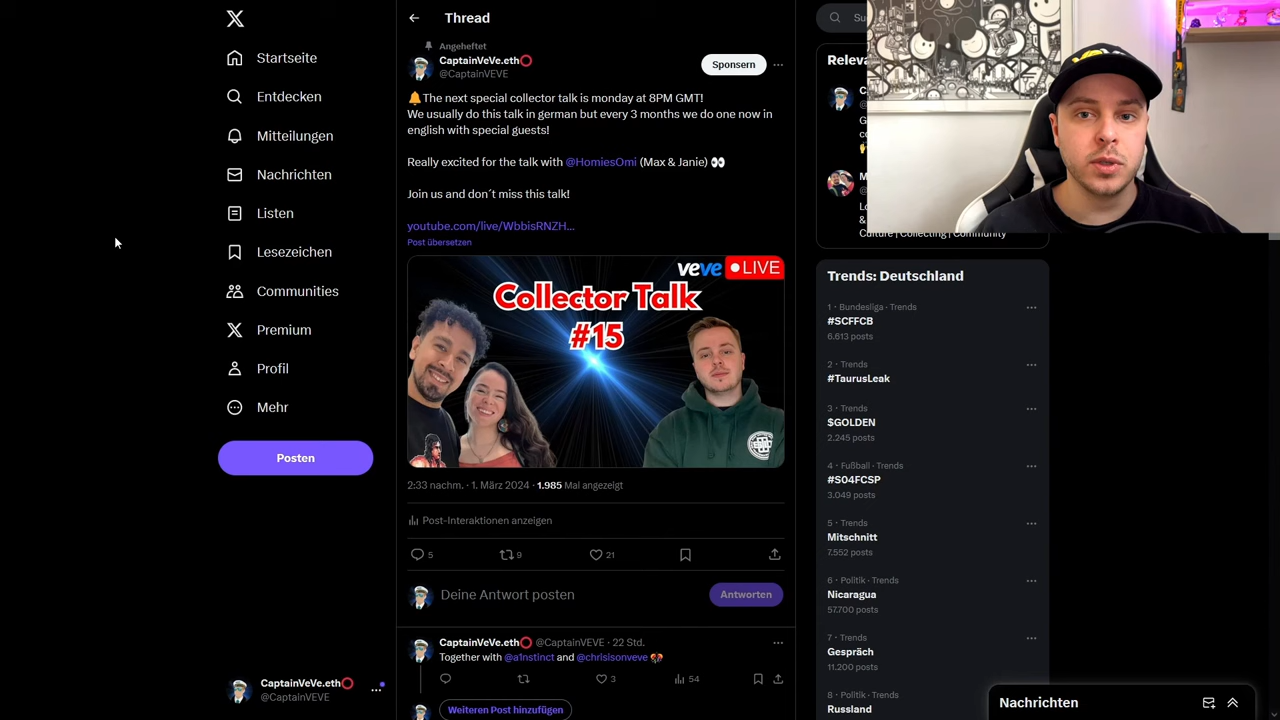 Startseite
Entdecken
Mitteilungen
Nachrichten
Listen
Lesezeichen
Communities
Premium
Profil
Mehr
Posten
CaptainVeVe.eth⭕
@CaptainVEVE
Thread
Angeheftet
CaptainVeVe.eth⭕
@CaptainVEVE
Sponsern
🔔The next special collector talk is monday at 8PM GMT!
We usually do this talk in german but every 3 months we do one now in
english with special guests!
Really excited for the talk with @HomiesOmi (Max & Janie) 👀
Join us and don´t miss this talk!
youtube.com/live/WbbisRNZH...
Post übersetzen
veve LIVE
Collector Talk
#15
2:33 nachm. · 1. März 2024 · 1.985 Mal angezeigt
Post-Interaktionen anzeigen
5 9 21
Deine Antwort posten
Antworten
CaptainVeVe.eth⭕ @CaptainVEVE · 22 Std.
Together with @a1nstinct and @chrisisonveve
3 54
Weiteren Post hinzufügen
Su
Releva
Culture | Collecting | Community
Trends: Deutschland
1 · Bundesliga · Trends
#SCFFCB
6.613 posts
2 · Trends
#TaurusLeak
3 · Trends
$GOLDEN
2.245 posts
4 · Fußball · Trends
#S04FCSP
3.049 posts
5 · Trends
Mitschnitt
7.552 posts
6 · Politik · Trends
Nicaragua
57.700 posts
7 · Trends
Gespräch
11.200 posts
8 · Politik · Trends
Russland
Nachrichten